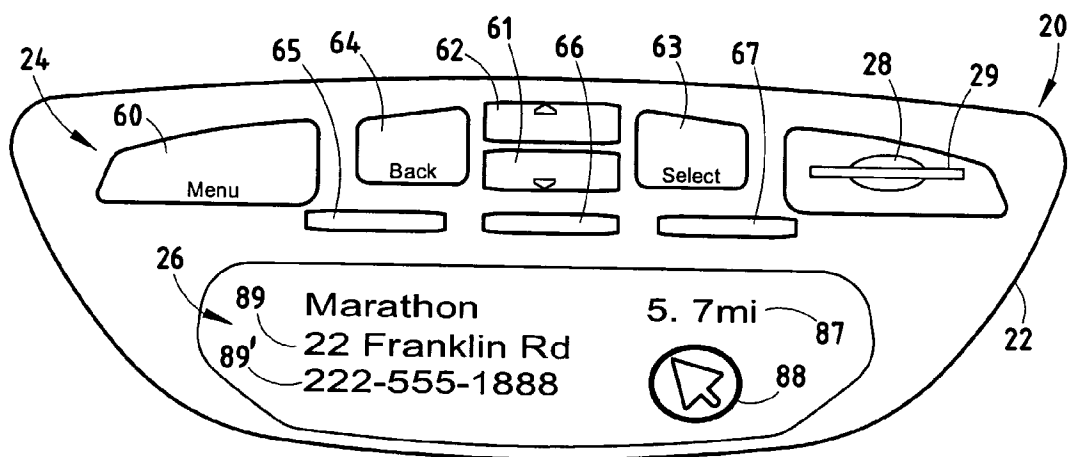 61
20
65 64 62 66 63 67 28 29
24
60
Menu
Back
Select
26
89 Marathon 5. 7mi 87
22 Franklin Rd 22
89' 222-555-1888 88